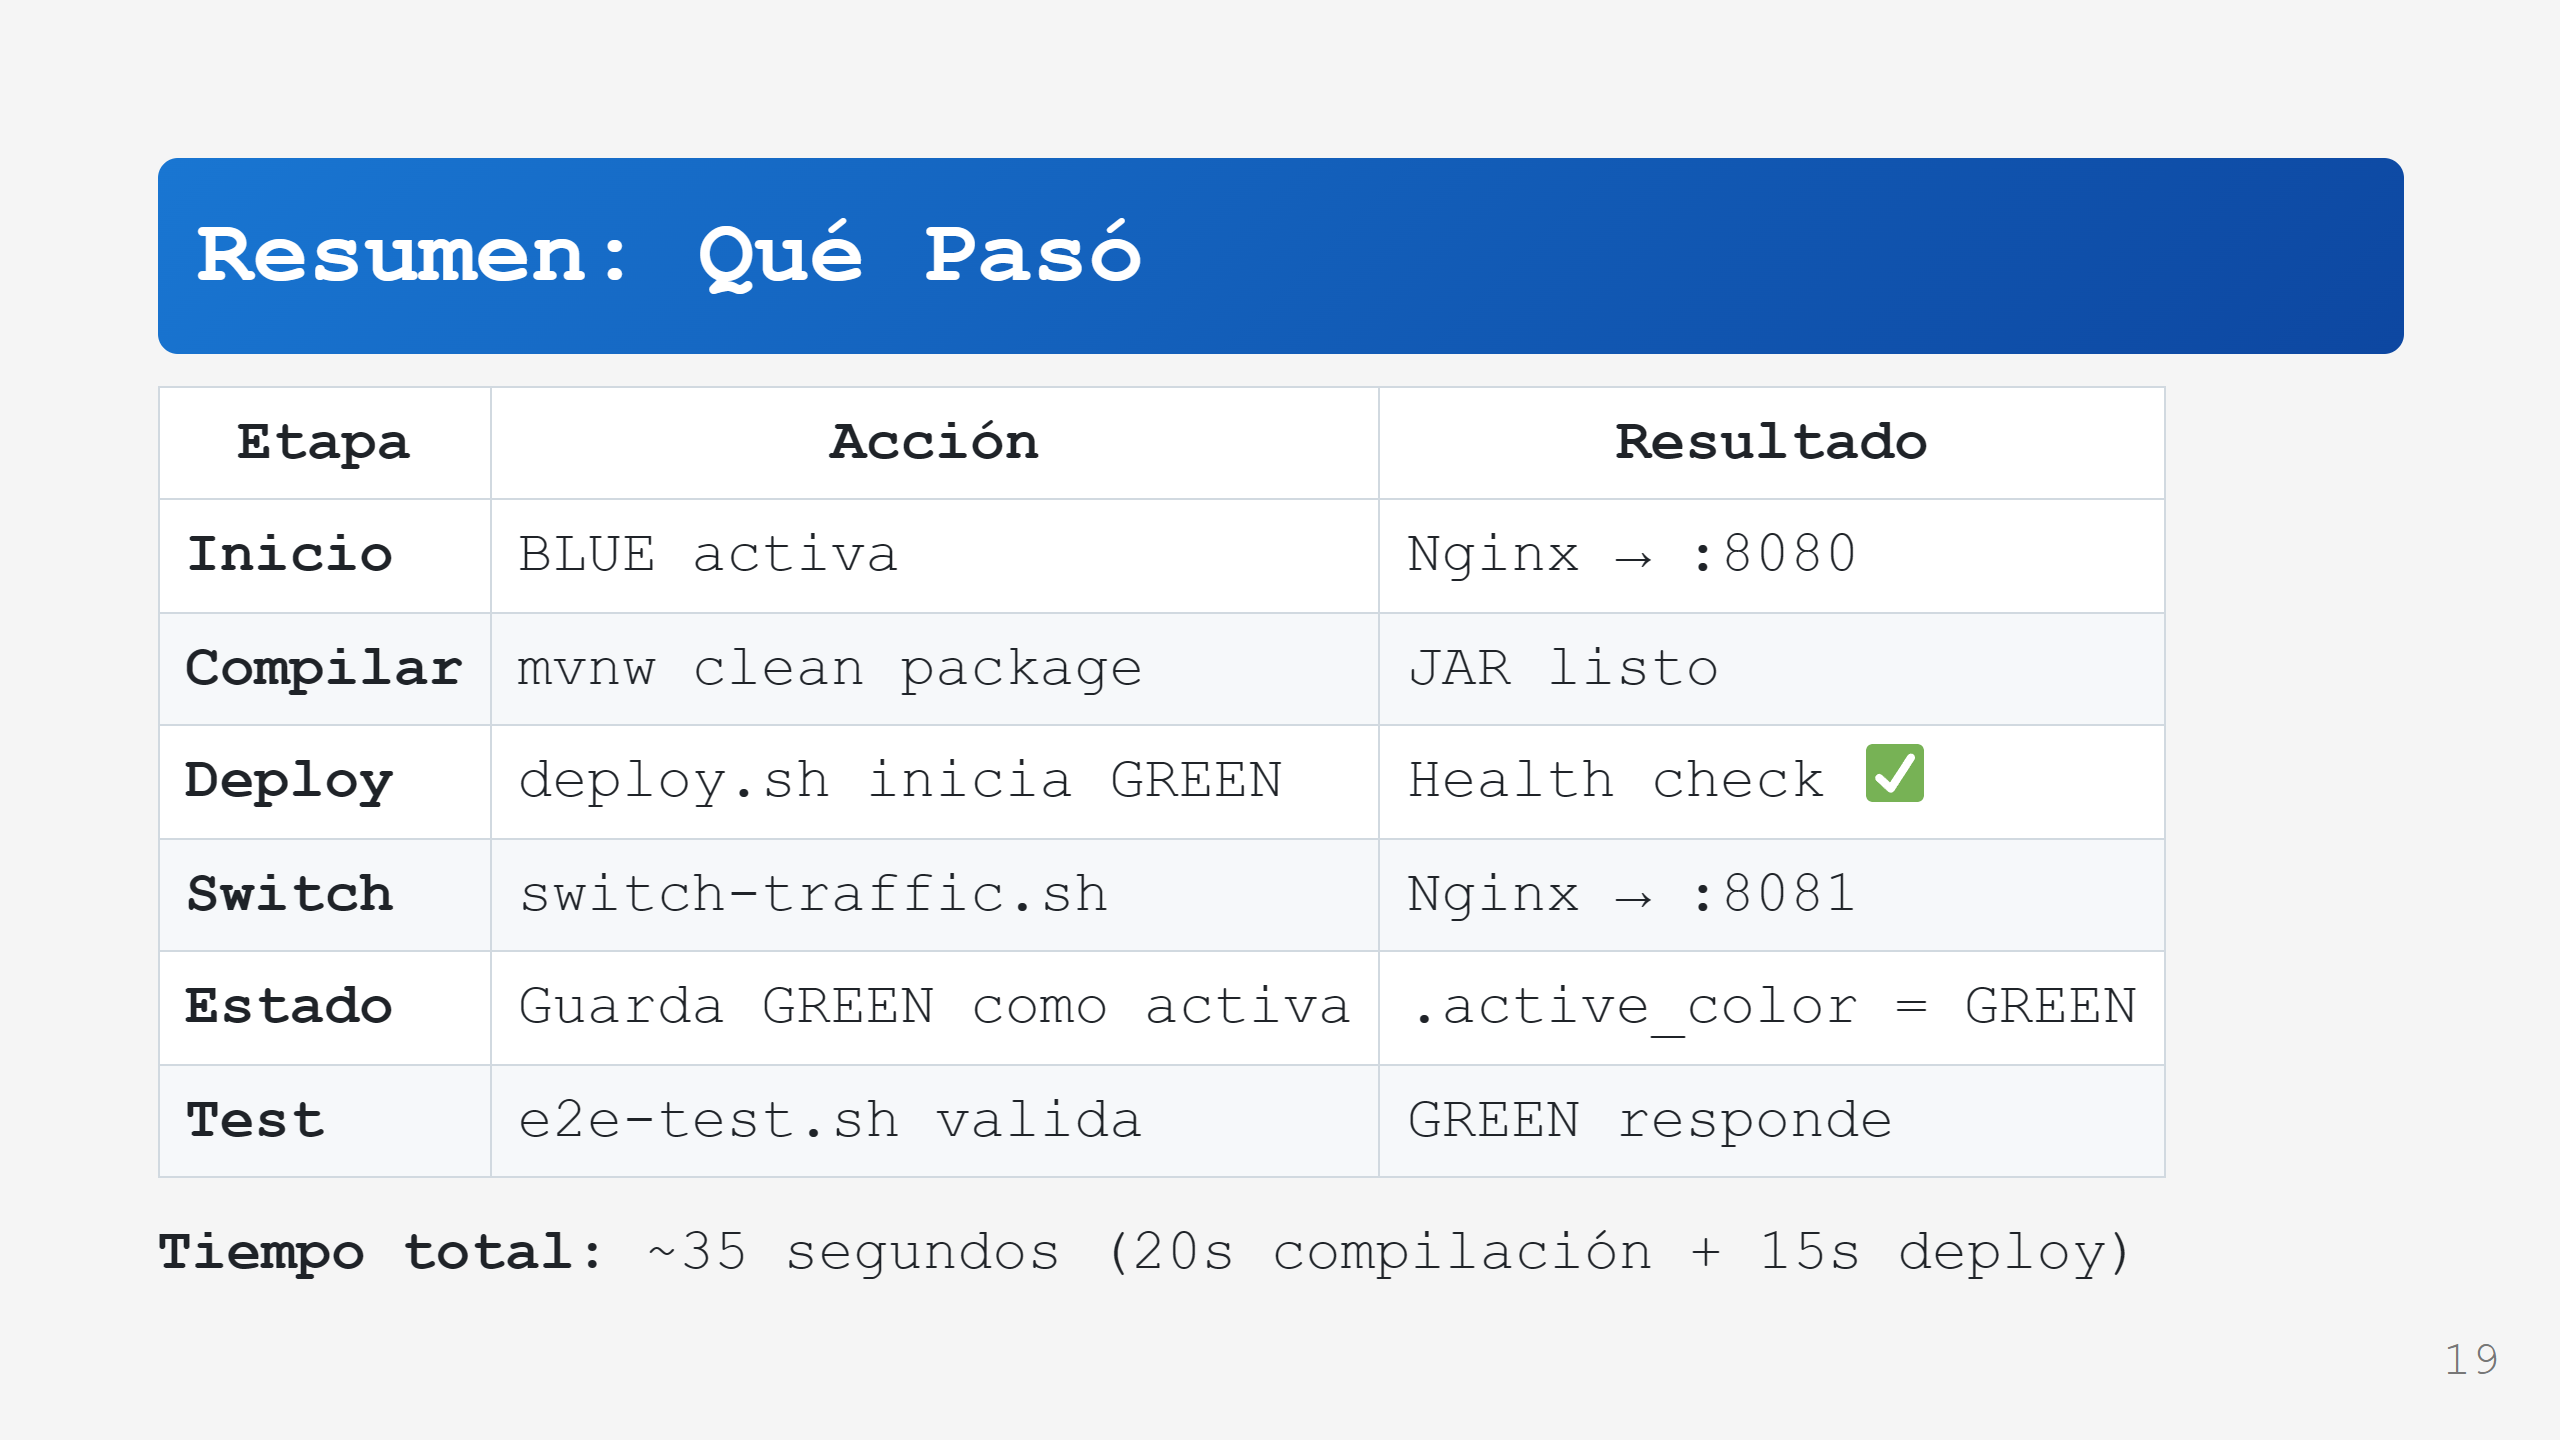 Resumen: Qué Pasó
Etapa Acción Resultado
Inicio BLUE activa Nginx → :8080
Compilar mvnw clean package JAR listo
Deploy deploy.sh inicia GREEN Health check ✅
Switch switch-traffic.sh Nginx → :8081
Estado Guarda GREEN como activa .active_color = GREEN
Test e2e-test.sh valida GREEN responde
Tiempo total: ~35 segundos (20s compilación + 15s deploy)
19